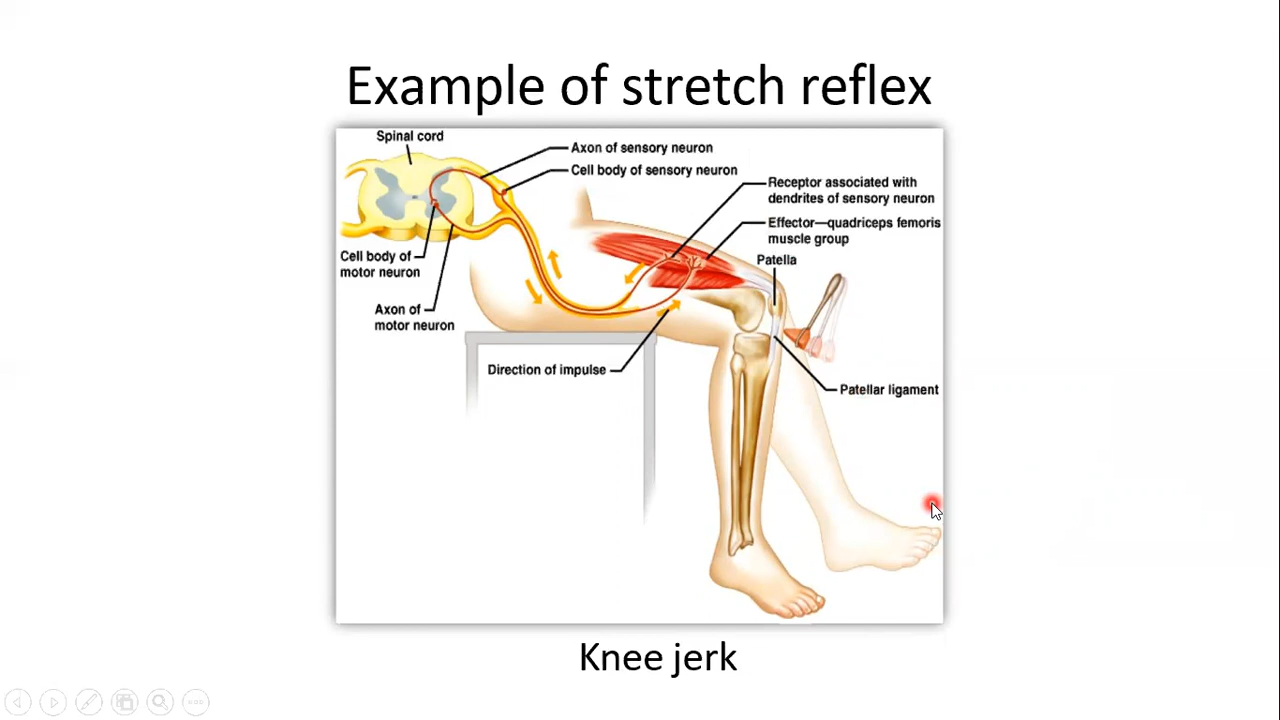 Example of stretch reflex
Spinal cord
Axon of sensory neuron
Cell body of sensory neuron
Receptor associated with
dendrites of sensory neuron
Effector—quadriceps femoris
muscle group
Patella
Cell body of
motor neuron
Axon of
motor neuron
Direction of impulse
Patellar ligament
Knee jerk